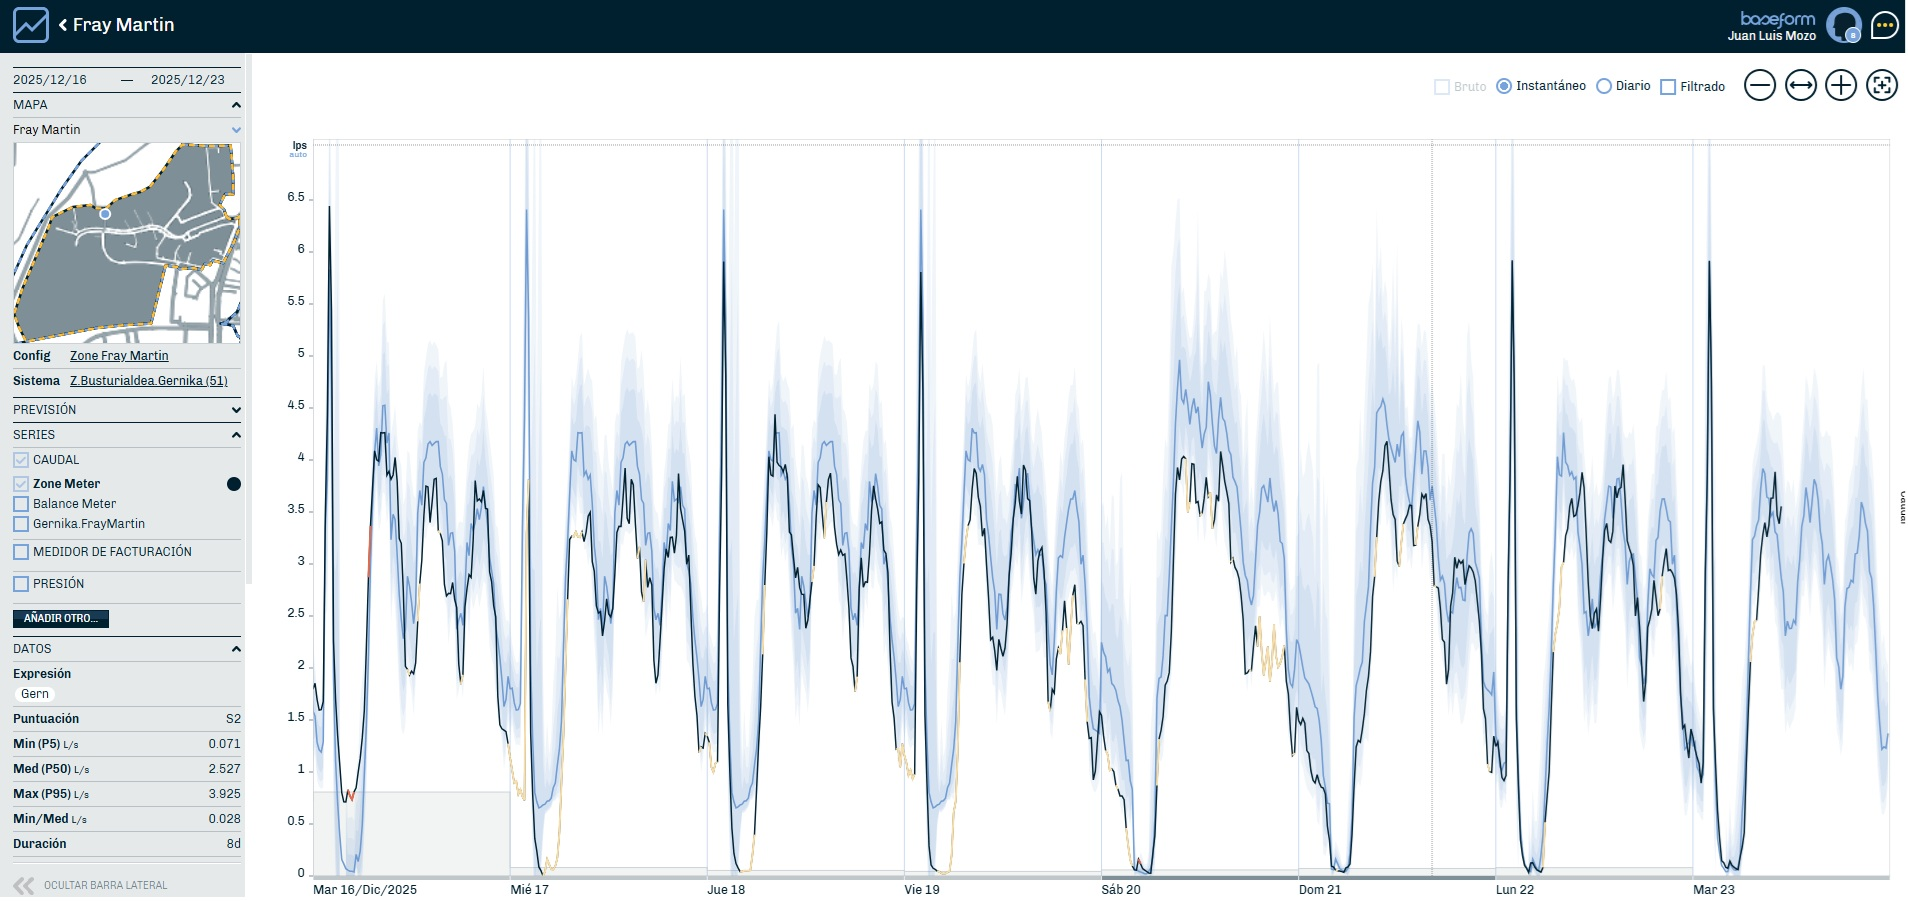 Fray Martin
baseform
Juan Luis Mozo
8
2025/12/16 — 2025/12/23
MAPA
Fray Martin
Config Zone Fray Martin
Sistema Z.Busturialdea.Gernika (51)
PREVISIÓN
SERIES
CAUDAL
Zone Meter
Balance Meter
Gernika.FrayMartin
MEDIDOR DE FACTURACIÓN
PRESIÓN
AÑADIR OTRO...
DATOS
Expresión
Gern
Puntuación S2
Min (P5) L/s 0.071
Med (P50) L/s 2.527
Max (P95) L/s 3.925
Min/Med L/s 0.028
Duración 8d
OCULTAR BARRA LATERAL
Bruto Instantáneo Diario Filtrado
lps
auto
6.5
6
5.5
5
4.5
4
3.5
3
2.5
2
1.5
1
0.5
0
Mar 16/Dic/2025 Mié 17 Jue 18 Vie 19 Sáb 20 Dom 21 Lun 22 Mar 23